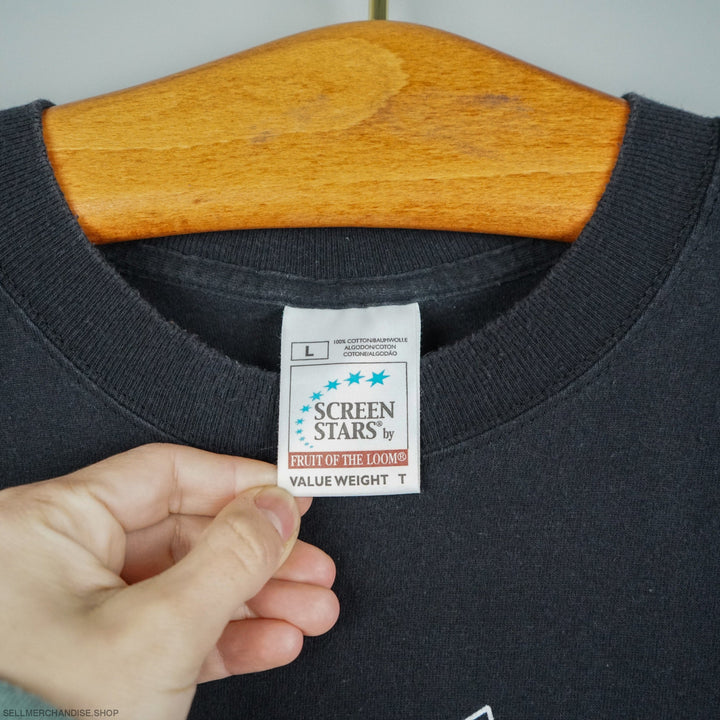 L
100% COTTON/BAUMWOLLE
ALGODON/COTON
COTONE/ALGODÃO
SCREEN
STARS® by
FRUIT OF THE LOOM®
VALUE WEIGHT T
SELLMERCHANDISE.SHOP